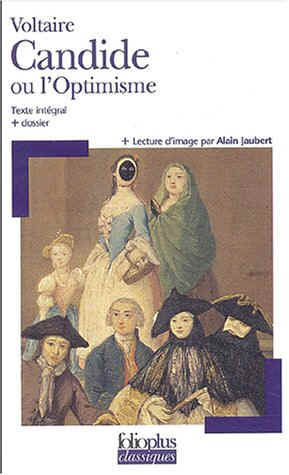 Voltaire
Candide
ou l'Optimisme
Texte intégral
+ dossier
+ Lecture d'image par Alain Jaubert
folioplus
classiques